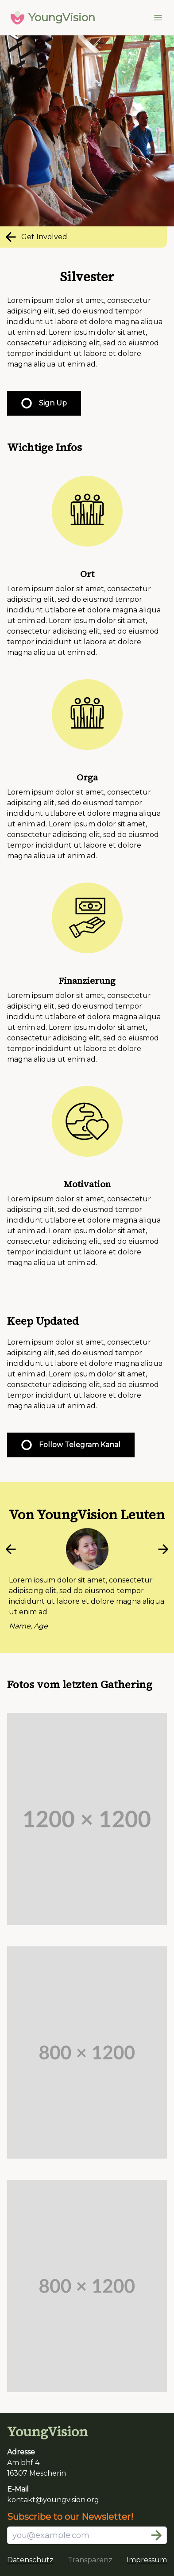 YoungVision
Get Involved
Silvester
Lorem ipsum dolor sit amet, consectetur
adipiscing elit, sed do eiusmod tempor
incididunt ut labore et dolore magna aliqua
ut enim ad. Lorem ipsum dolor sit amet,
consectetur adipiscing elit, sed do eiusmod
tempor incididunt ut labore et dolore
magna aliqua ut enim ad.
Sign Up
Wichtige Infos
Ort
Lorem ipsum dolor sit amet, consectetur
adipiscing elit, sed do eiusmod tempor
incididunt utlabore et dolore magna aliqua
ut enim ad. Lorem ipsum dolor sit amet,
consectetur adipiscing elit, sed do eiusmod
tempor incididunt ut labore et dolore
magna aliqua ut enim ad.
Orga
Lorem ipsum dolor sit amet, consectetur
adipiscing elit, sed do eiusmod tempor
incididunt utlabore et dolore magna aliqua
ut enim ad. Lorem ipsum dolor sit amet,
consectetur adipiscing elit, sed do eiusmod
tempor incididunt ut labore et dolore
magna aliqua ut enim ad.
Finanzierung
Lorem ipsum dolor sit amet, consectetur
adipiscing elit, sed do eiusmod tempor
incididunt utlabore et dolore magna aliqua
ut enim ad. Lorem ipsum dolor sit amet,
consectetur adipiscing elit, sed do eiusmod
tempor incididunt ut labore et dolore
magna aliqua ut enim ad.
Motivation
Lorem ipsum dolor sit amet, consectetur
adipiscing elit, sed do eiusmod tempor
incididunt utlabore et dolore magna aliqua
ut enim ad. Lorem ipsum dolor sit amet,
consectetur adipiscing elit, sed do eiusmod
tempor incididunt ut labore et dolore
magna aliqua ut enim ad.
Keep Updated
Lorem ipsum dolor sit amet, consectetur
adipiscing elit, sed do eiusmod tempor
incididunt ut labore et dolore magna aliqua
ut enim ad. Lorem ipsum dolor sit amet,
consectetur adipiscing elit, sed do eiusmod
tempor incididunt ut labore et dolore
magna aliqua ut enim ad.
Follow Telegram Kanal
Von YoungVision Leuten
Lorem ipsum dolor sit amet, consectetur
adipiscing elit, sed do eiusmod tempor
incididunt ut labore et dolore magna aliqua
ut enim ad.
Name, Age
Fotos vom letzten Gathering
1200 × 1200
800 × 1200
800 × 1200
YoungVision
Adresse
Am bhf 4
16307 Mescherin
E-Mail
kontakt@youngvision.org
Subscribe to our Newsletter!
you@example.com
Datenschutz Transparenz Impressum